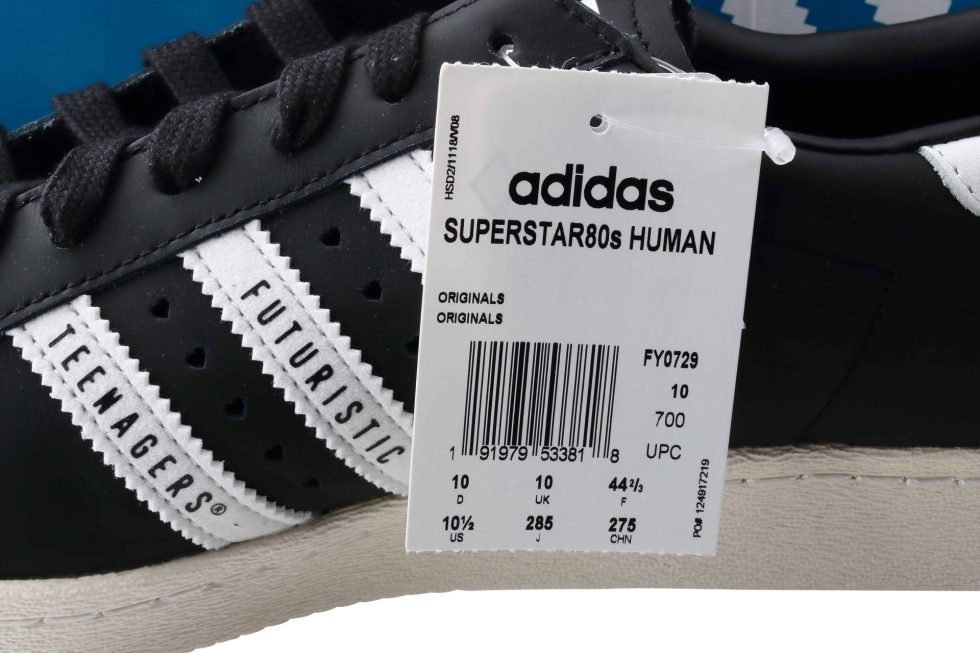 HSD2/1118/V08
adidas
SUPERSTAR80s HUMAN
ORIGINALS
ORIGINALS
FY0729
10
700
UPC
1 91979 53381 8
10 10 44 2/3
D UK F
10½ 285 275
US J CHN
PO# 124917219
TEENAGERS®
FUTURISTIC